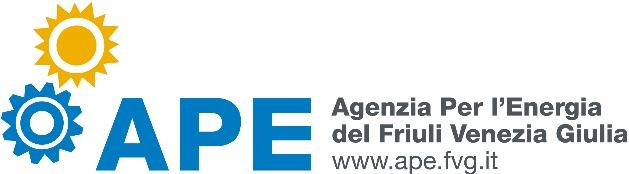 APE
Agenzia Per l'Energia
del Friuli Venezia Giulia
www.ape.fvg.it